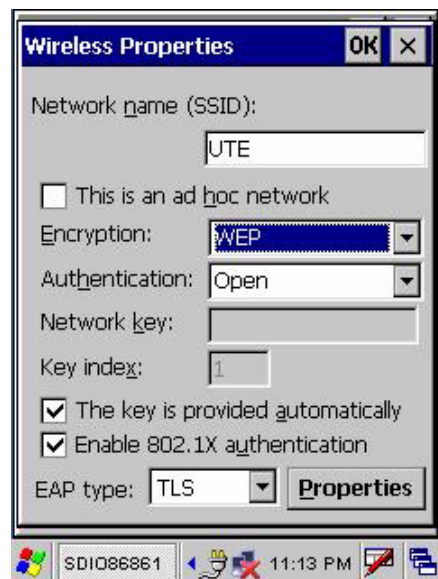 Wireless Properties OK ×
Network name (SSID):
UTE
This is an ad hoc network
Encryption: WEP
Authentication: Open
Network key:
Key index: 1
The key is provided automatically
Enable 802.1X authentication
EAP type: TLS Properties
SDIO86861 11:13 PM